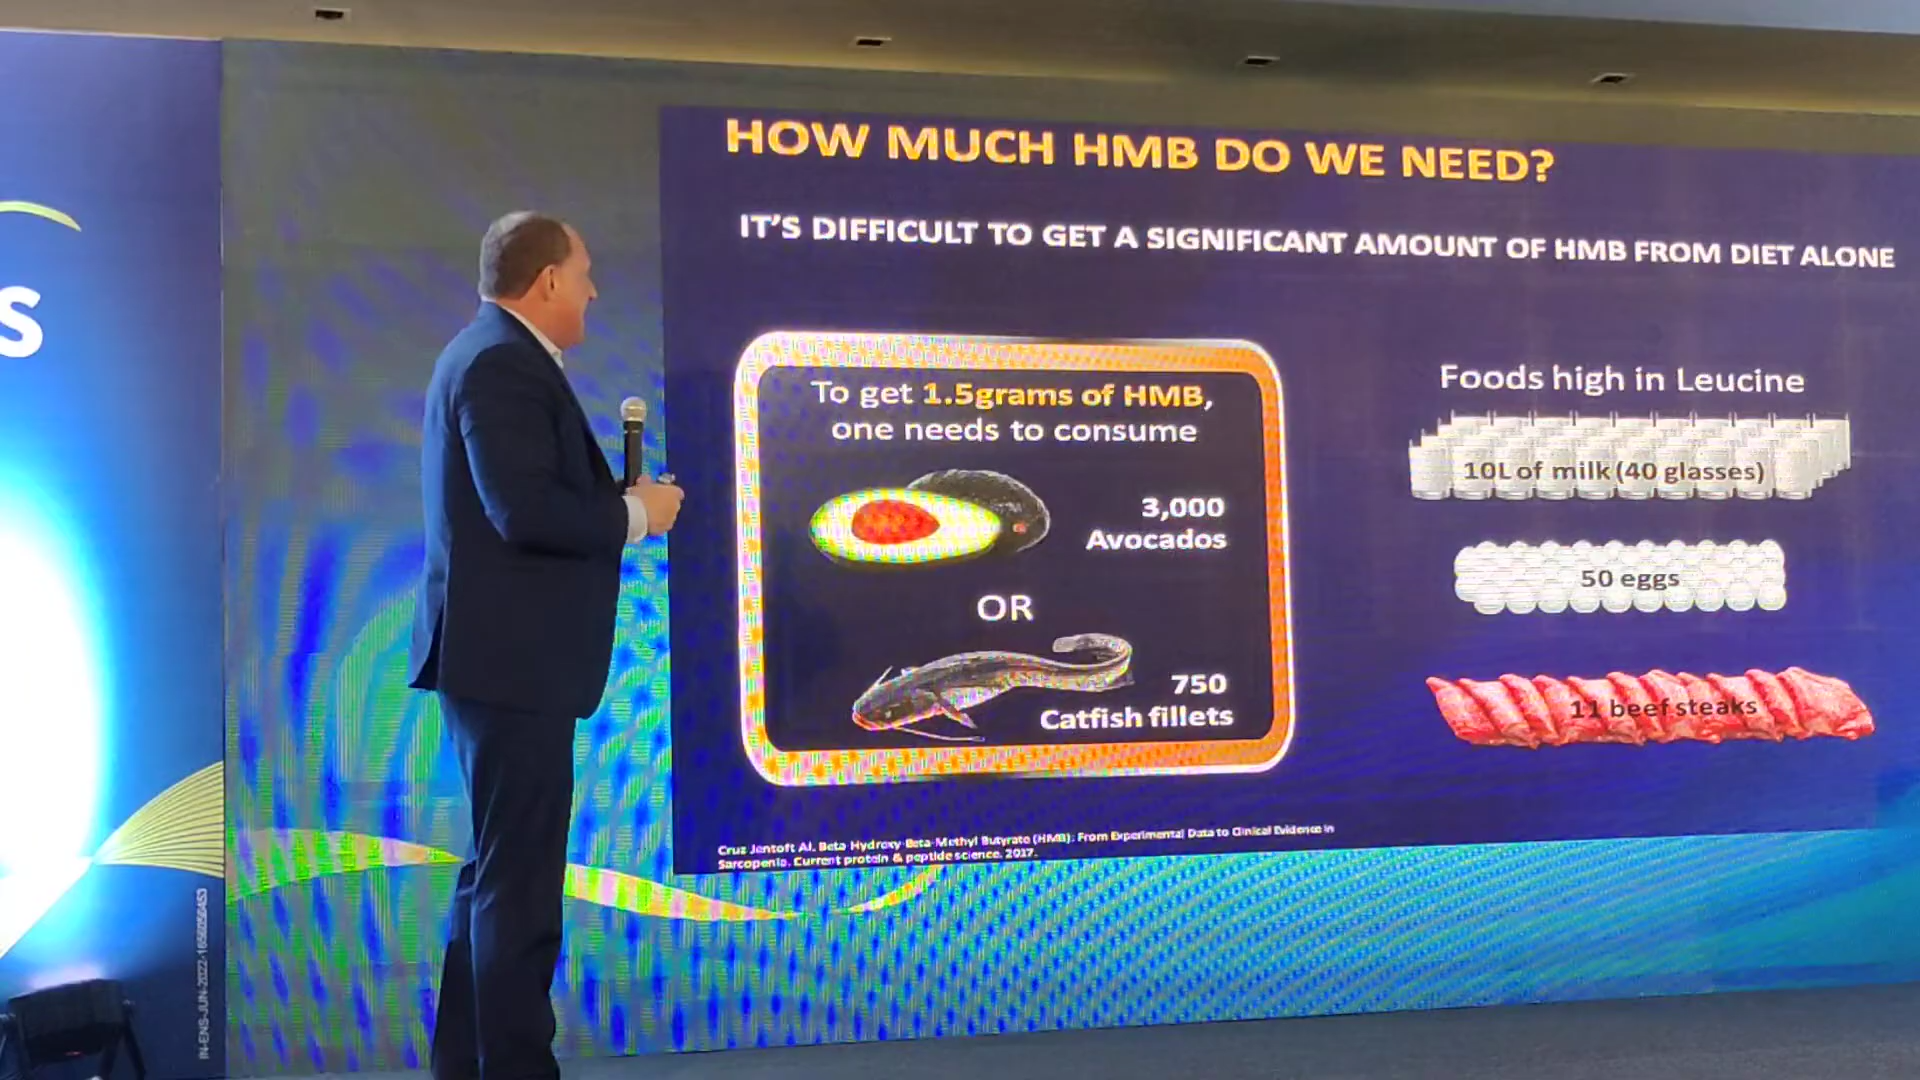 S
HOW MUCH HMB DO WE NEED?
IT'S DIFFICULT TO GET A SIGNIFICANT AMOUNT OF HMB FROM DIET ALONE
To get 1.5grams of HMB,
one needs to consume
3,000
Avocados
OR
750
Catfish fillets
Foods high in Leucine
10L of milk (40 glasses)
50 eggs
11 beef steaks
Cruz Jentoft AJ. Beta Hydroxy-Beta-Methyl Butyrate (HMB): From Experimental Data to Clinical Evidence in
Sarcopenia. Current protein & peptide science. 2017.